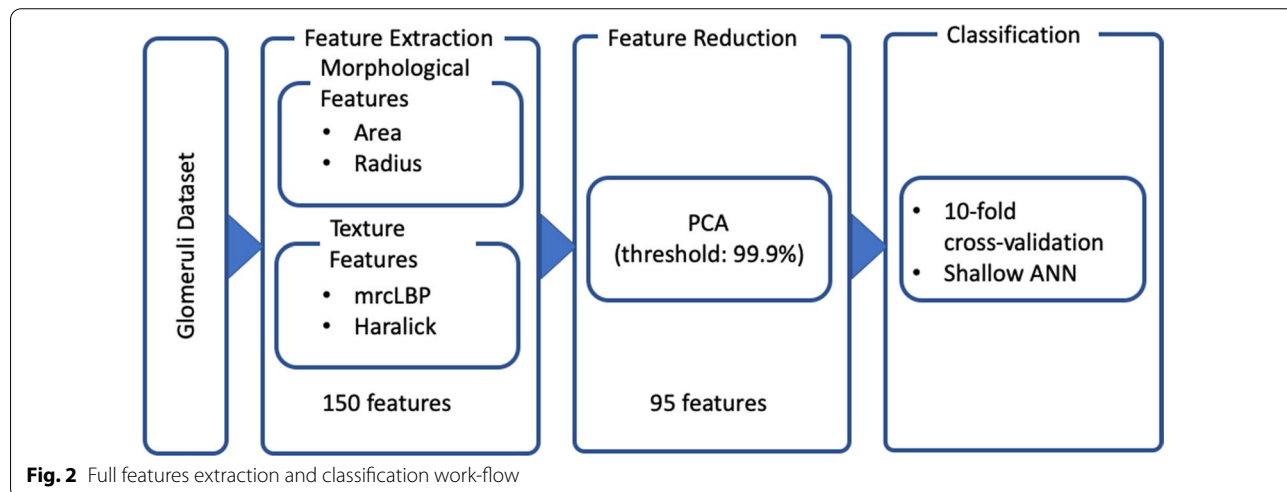 Glomeruli Dataset
Feature Extraction
Morphological
Features
• Area
• Radius
Texture
Features
• mrcLBP
• Haralick
150 features
Feature Reduction
PCA
(threshold: 99.9%)
95 features
Classification
• 10-fold
cross-validation
• Shallow ANN
Fig. 2 Full features extraction and classification work-flow